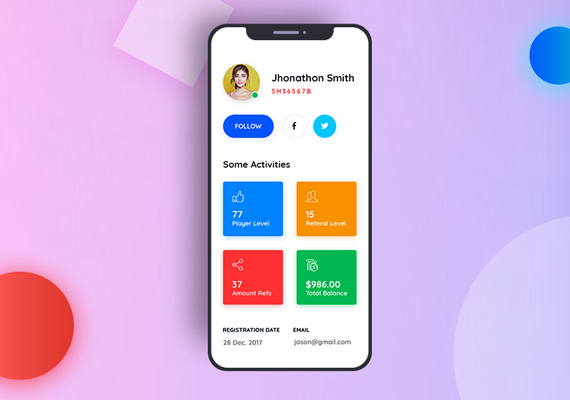 Jhonathon Smith
SH36567B
FOLLOW
Some Activities
77
Player Level
15
Referal Level
37
Amount Refs
$986.00
Total Balance
REGISTRATION DATE
28 Dec. 2017
EMAIL
jason@gmail.com